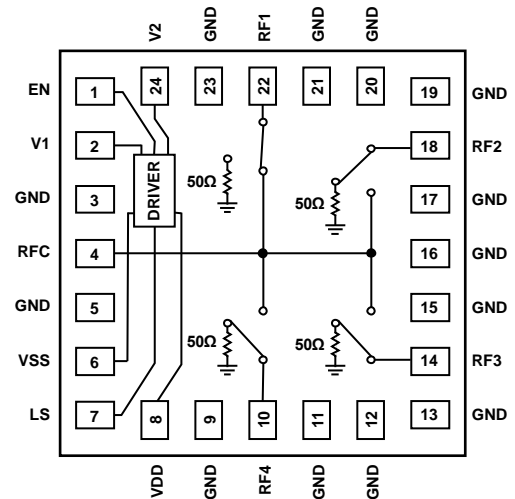 V2 GND RF1 GND GND
24 23 22 21 20
EN 1 19 GND
V1 2 18 RF2
GND 3 DRIVER 50Ω 50Ω 17 GND
RFC 4 16 GND
GND 5 15 GND
VSS 6 50Ω 50Ω 14 RF3
LS 7 13 GND
8 9 10 11 12
VDD GND RF4 GND GND